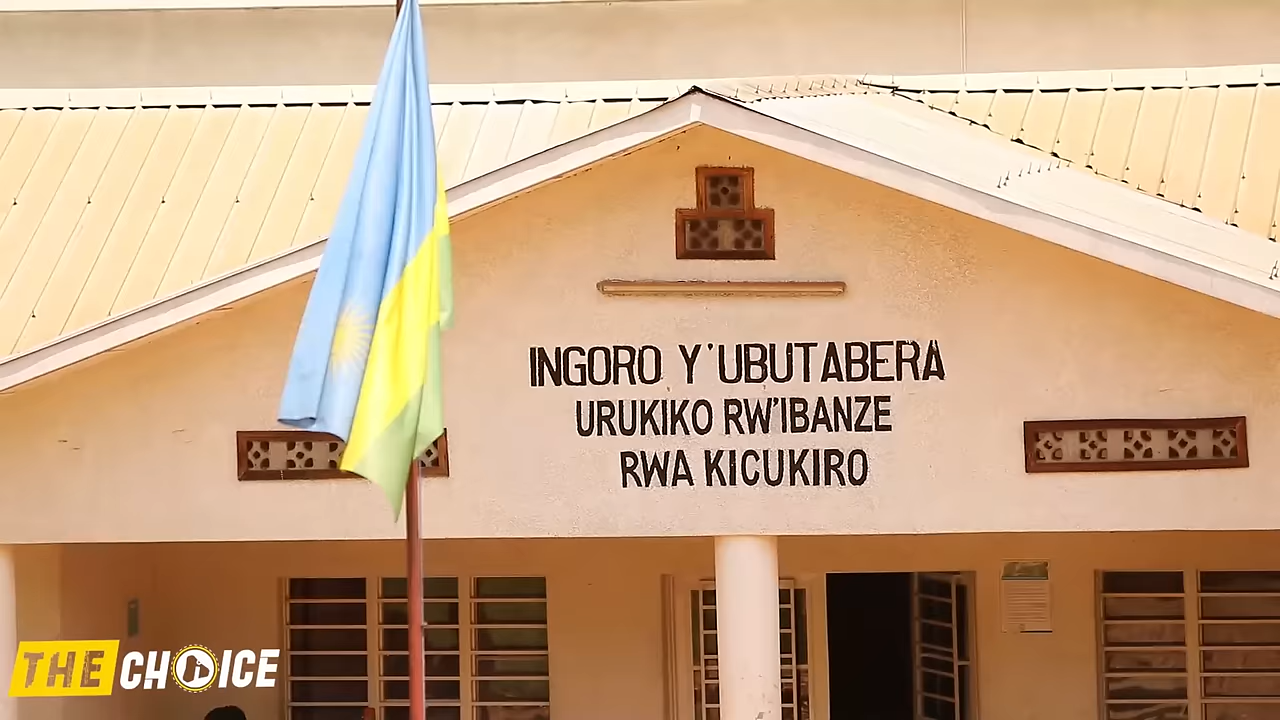 INGORO Y'UBUTABERA
URUKIKO RW'IBANZE
RWA KICUKIRO
THE CHOICE